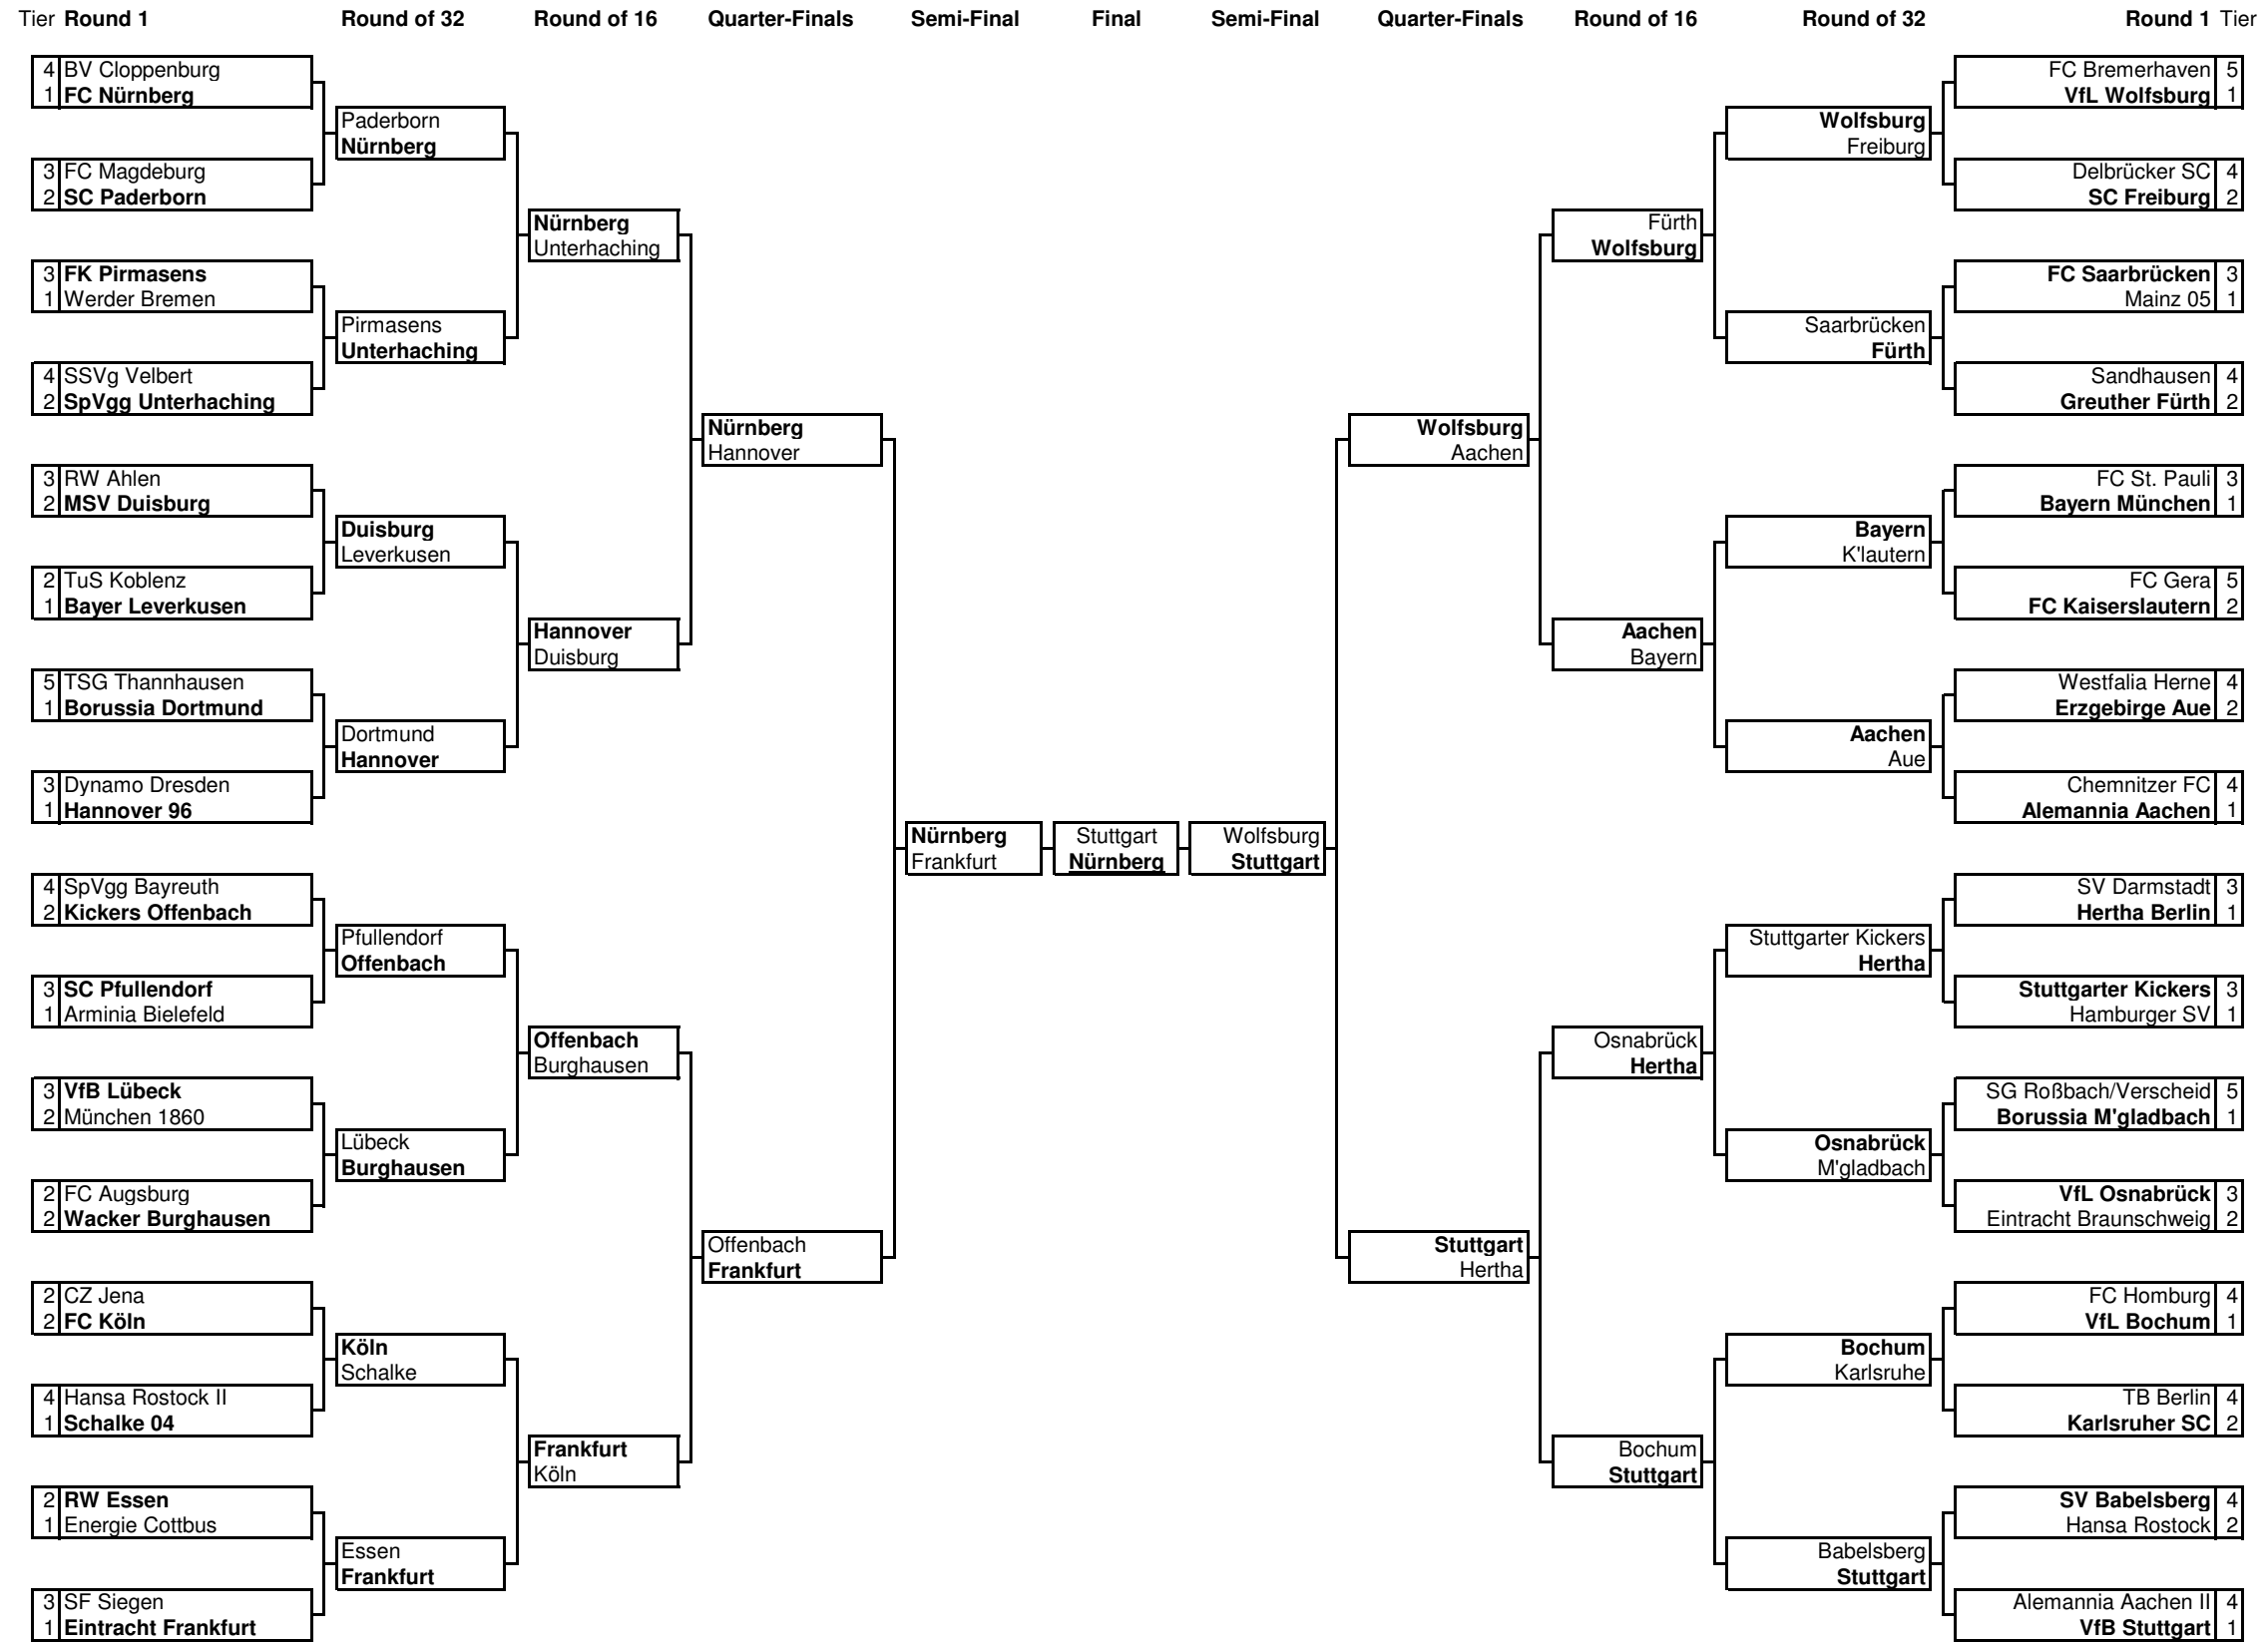 Tier Round 1 Round of 32 Round of 16 Quarter-Finals Semi-Final Final Semi-Final Quarter-Finals Round of 16 Round of 32 Round 1 Tier
4 BV Cloppenburg
1 FC Nürnberg
3 FC Magdeburg
2 SC Paderborn
3 FK Pirmasens
1 Werder Bremen
4 SSVg Velbert
2 SpVgg Unterhaching
3 RW Ahlen
2 MSV Duisburg
2 TuS Koblenz
1 Bayer Leverkusen
5 TSG Thannhausen
1 Borussia Dortmund
3 Dynamo Dresden
1 Hannover 96
4 SpVgg Bayreuth
2 Kickers Offenbach
3 SC Pfullendorf
1 Arminia Bielefeld
3 VfB Lübeck
2 München 1860
2 FC Augsburg
2 Wacker Burghausen
2 CZ Jena
2 FC Köln
4 Hansa Rostock II
1 Schalke 04
2 RW Essen
1 Energie Cottbus
3 SF Siegen
1 Eintracht Frankfurt
Paderborn
Nürnberg
Pirmasens
Unterhaching
Duisburg
Leverkusen
Dortmund
Hannover
Pfullendorf
Offenbach
Lübeck
Burghausen
Köln
Schalke
Essen
Frankfurt
Nürnberg
Unterhaching
Hannover
Duisburg
Offenbach
Burghausen
Frankfurt
Köln
Nürnberg
Hannover
Offenbach
Frankfurt
Nürnberg
Frankfurt
Stuttgart
Nürnberg
Wolfsburg
Stuttgart
Wolfsburg
Aachen
Stuttgart
Hertha
Fürth
Wolfsburg
Aachen
Bayern
Osnabrück
Hertha
Bochum
Stuttgart
Wolfsburg
Freiburg
Saarbrücken
Fürth
Bayern
K'lautern
Aachen
Aue
Stuttgarter Kickers
Hertha
Osnabrück
M'gladbach
Bochum
Karlsruhe
Babelsberg
Stuttgart
FC Bremerhaven 5
VfL Wolfsburg 1
Delbrücker SC 4
SC Freiburg 2
FC Saarbrücken 3
Mainz 05 1
Sandhausen 4
Greuther Fürth 2
FC St. Pauli 3
Bayern München 1
FC Gera 5
FC Kaiserslautern 2
Westfalia Herne 4
Erzgebirge Aue 2
Chemnitzer FC 4
Alemannia Aachen 1
SV Darmstadt 3
Hertha Berlin 1
Stuttgarter Kickers 3
Hamburger SV 1
SG Roßbach/Verscheid 5
Borussia M'gladbach 1
VfL Osnabrück 3
Eintracht Braunschweig 2
FC Homburg 4
VfL Bochum 1
TB Berlin 4
Karlsruher SC 2
SV Babelsberg 4
Hansa Rostock 2
Alemannia Aachen II 4
VfB Stuttgart 1